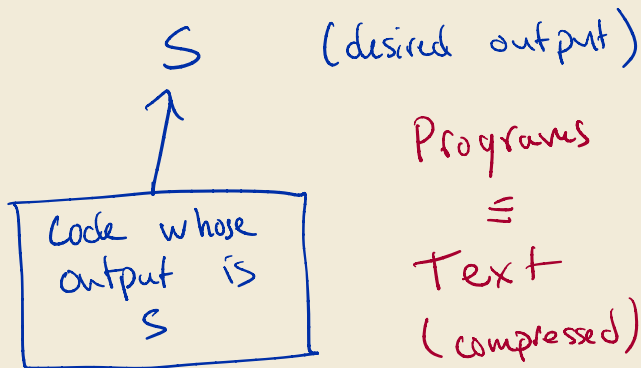 S (desired output)
Code whose
output is
S
Programs
≡
Text
(compressed)